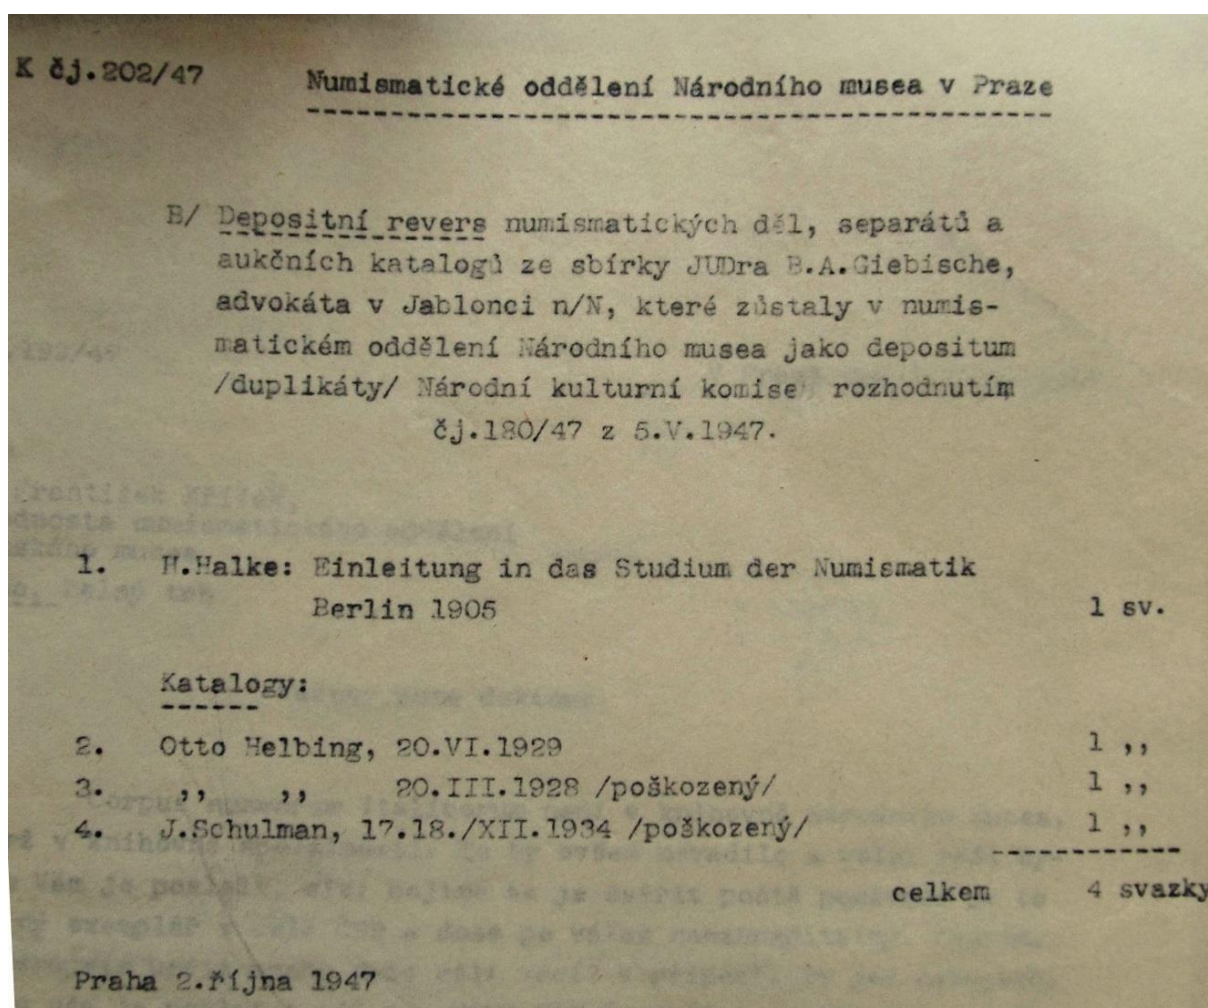 K čj.202/47
Numismatické oddělení Národního musea v Praze
B/ Depositní revers numismatických děl, separátů a
aukčních katalogů ze sbírky JUDra B.A.Giebische,
advokáta v Jablonci n/N, které zůstaly v numis-
matickém oddělení Národního musea jako depositum
/duplikáty/ Národní kulturní komise rozhodnutím
čj.180/47 z 5.V.1947.
1. H.Halke: Einleitung in das Studium der Numismatik
Berlin 1905 1 sv.
Katalogy:
2. Otto Helbing, 20.VI.1929 1 ,,
3. ,, ,, 20.III.1928 /poškozený/ 1 ,,
4. J.Schulman, 17.18./XII.1934 /poškozený/ 1 ,,
celkem 4 svazky
Praha 2.října 1947